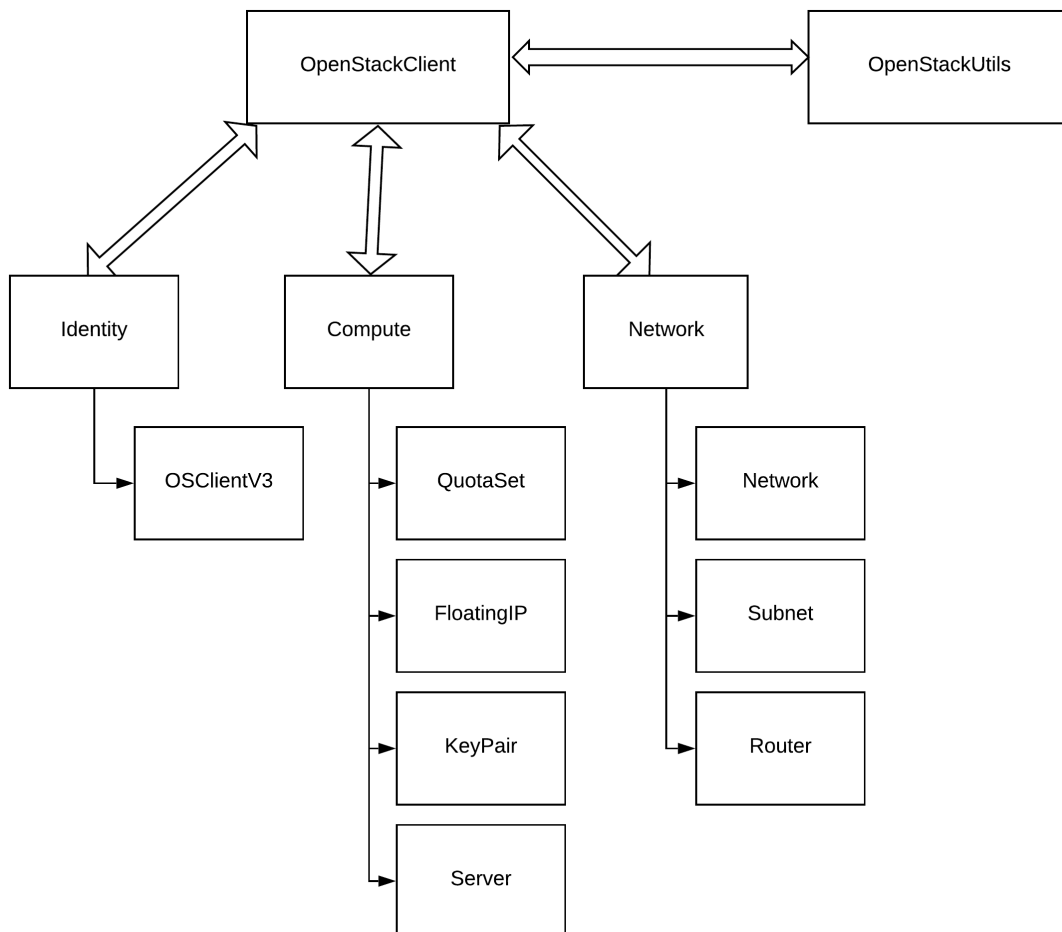 OpenStackClient
OpenStackUtils
Identity
Compute
Network
OSClientV3
QuotaSet
Network
FloatingIP
Subnet
KeyPair
Router
Server